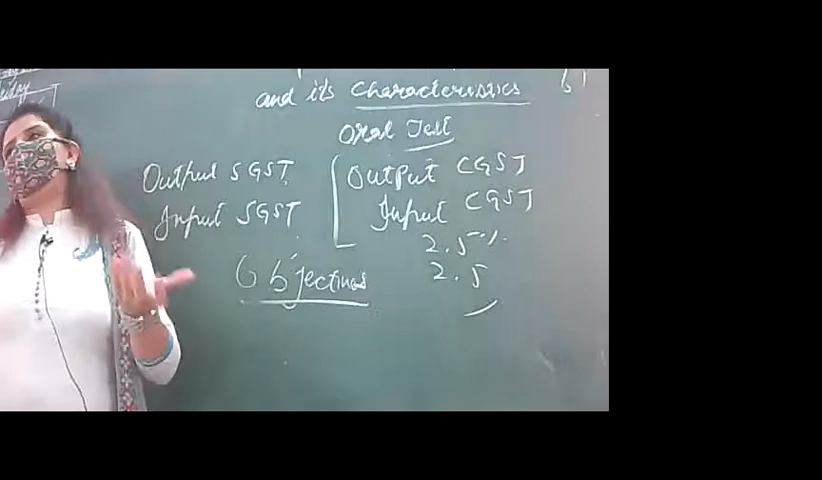 and its Characteristics
Oral Test
Output SGST Output CGST
Input SGST Input CGST
2.5%
Objectives 2.5